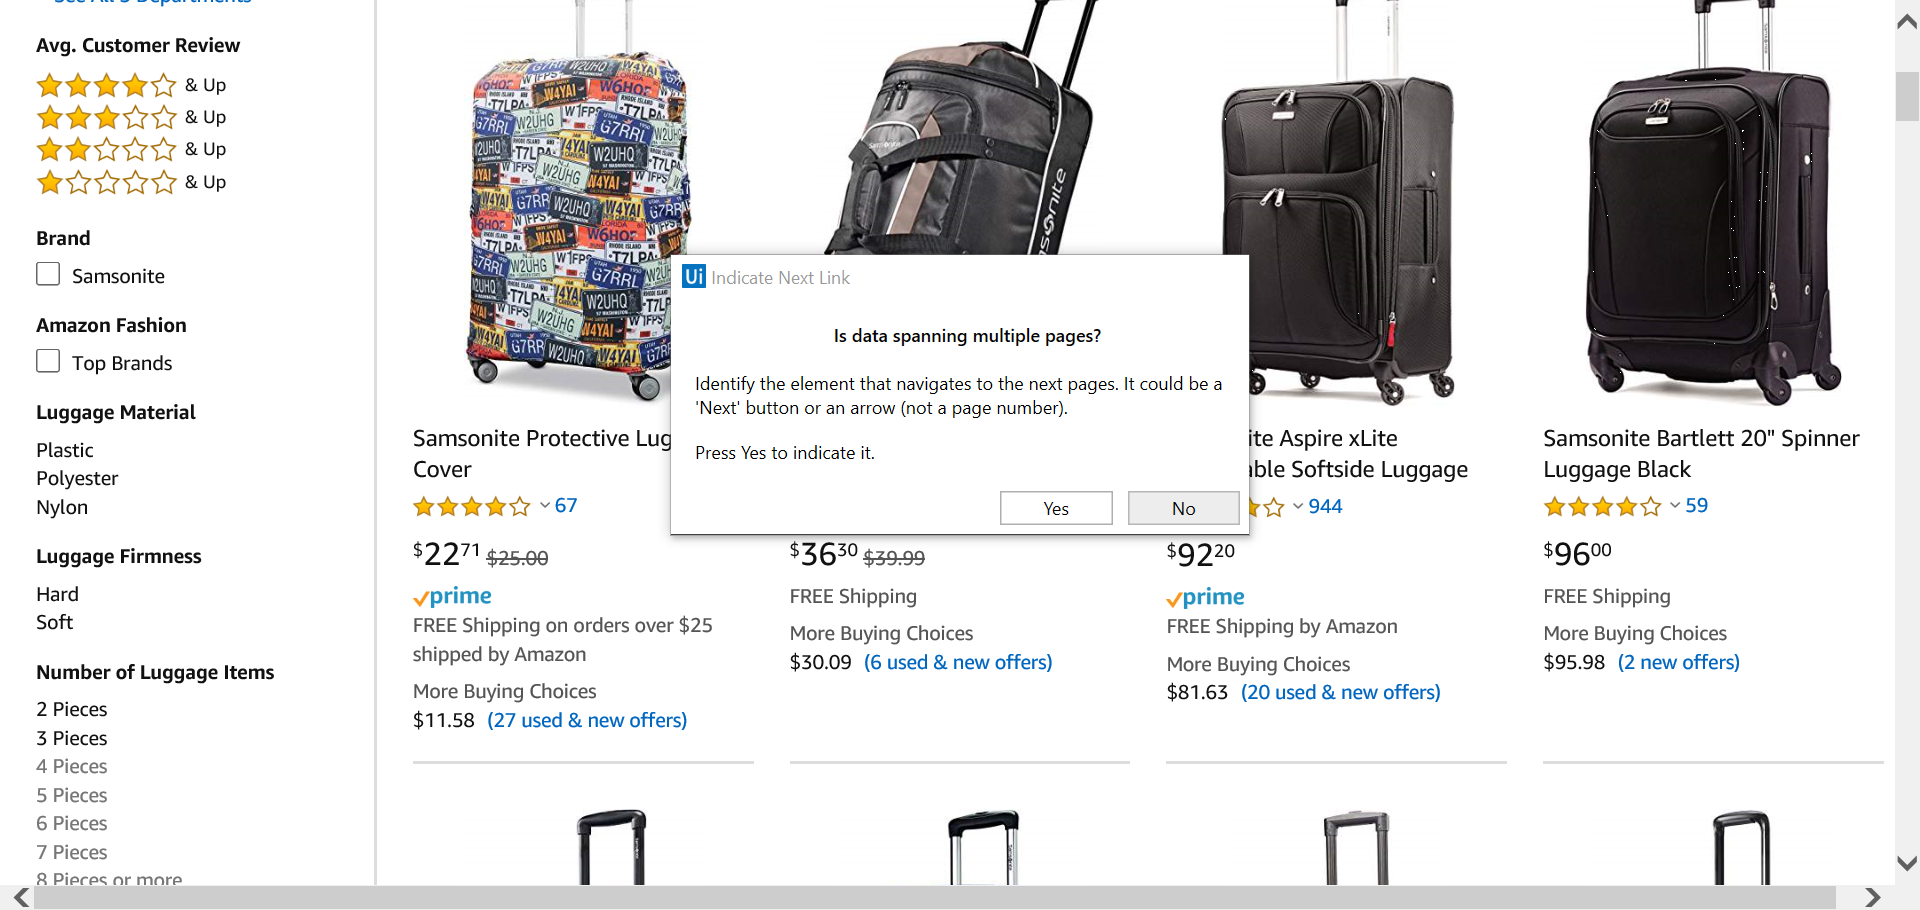 See All 5 Departments
Avg. Customer Review
& Up
& Up
& Up
& Up
Brand
Samsonite
Amazon Fashion
Top Brands
Luggage Material
Plastic
Polyester
Nylon
Luggage Firmness
Hard
Soft
Number of Luggage Items
2 Pieces
3 Pieces
4 Pieces
5 Pieces
6 Pieces
7 Pieces
8 Pieces or more
Samsonite Protective Lug
Cover
67
$22.71 $25.00
prime
FREE Shipping on orders over $25
shipped by Amazon
More Buying Choices
$11.58 (27 used & new offers)
$36.30 $39.99
FREE Shipping
More Buying Choices
$30.09 (6 used & new offers)
ite Aspire xLite
able Softside Luggage
944
$92.20
prime
FREE Shipping by Amazon
More Buying Choices
$81.63 (20 used & new offers)
Samsonite Bartlett 20" Spinner
Luggage Black
59
$96.00
FREE Shipping
More Buying Choices
$95.98 (2 new offers)
Ui Indicate Next Link
Is data spanning multiple pages?
Identify the element that navigates to the next pages. It could be a
'Next' button or an arrow (not a page number).
Press Yes to indicate it.
Yes
No